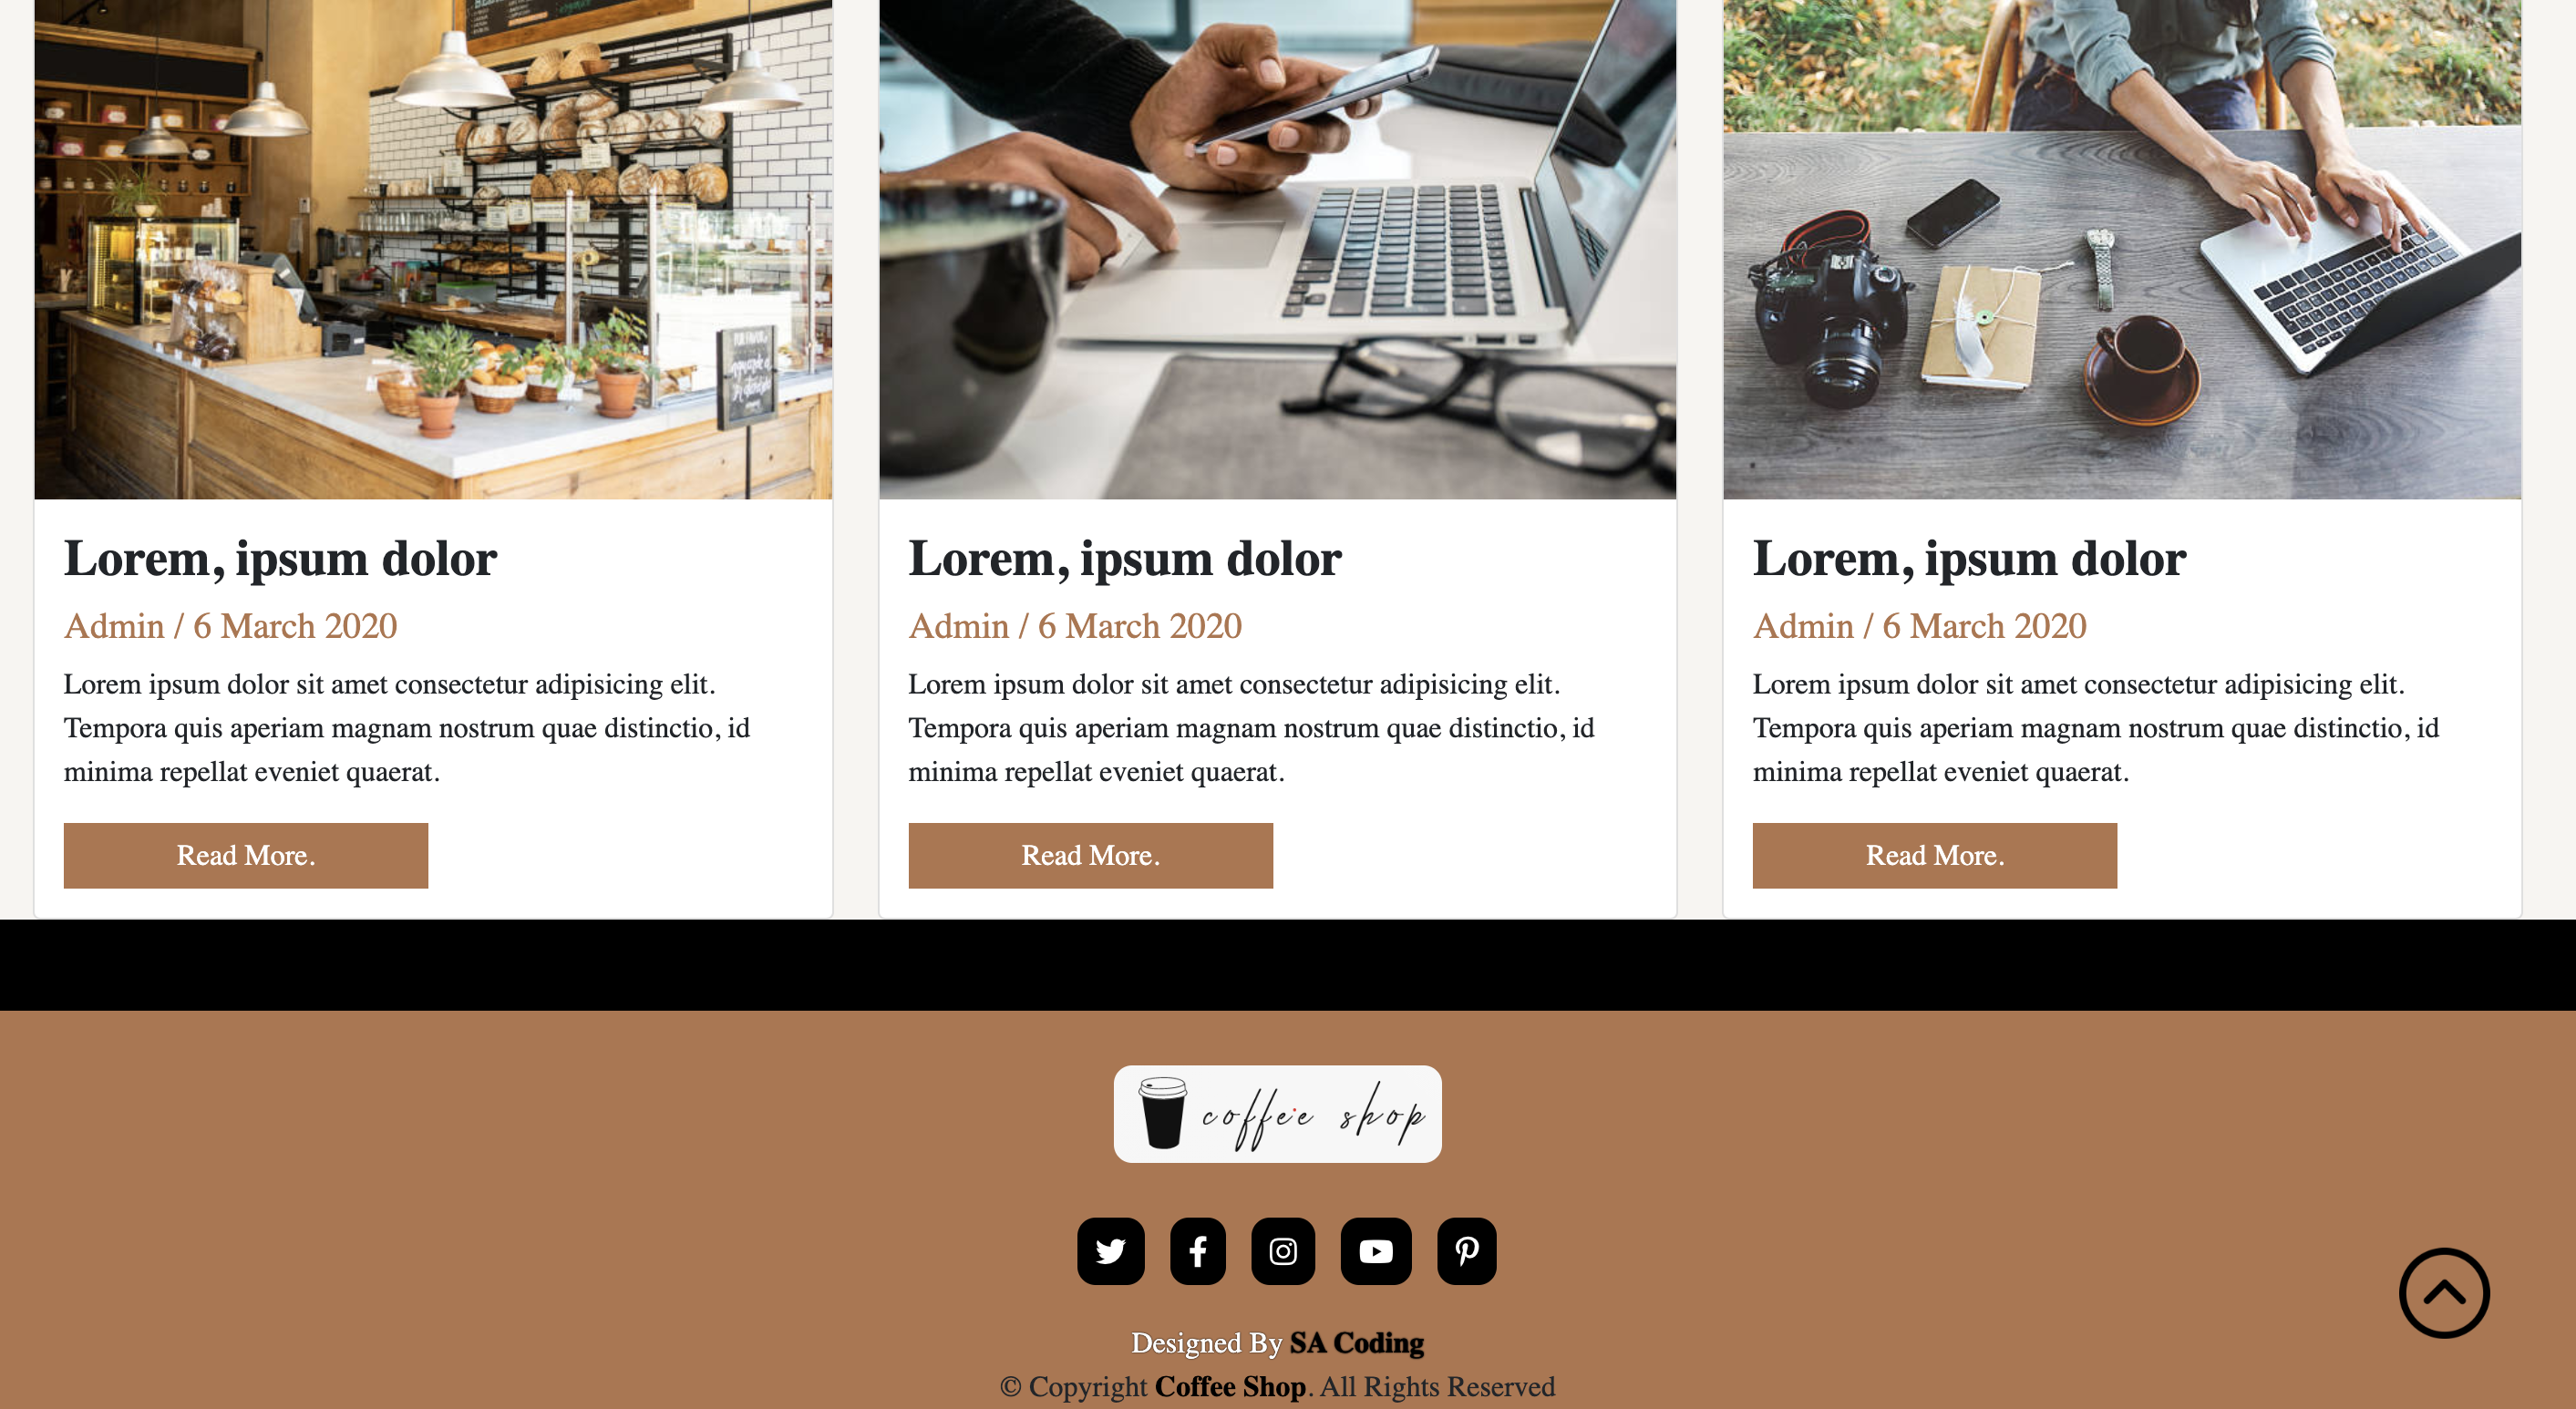 Lorem, ipsum dolor
Admin / 6 March 2020
Lorem ipsum dolor sit amet consectetur adipisicing elit.
Tempora quis aperiam magnam nostrum quae distinctio, id
minima repellat eveniet quaerat.
Read More.
Lorem, ipsum dolor
Admin / 6 March 2020
Lorem ipsum dolor sit amet consectetur adipisicing elit.
Tempora quis aperiam magnam nostrum quae distinctio, id
minima repellat eveniet quaerat.
Read More.
Lorem, ipsum dolor
Admin / 6 March 2020
Lorem ipsum dolor sit amet consectetur adipisicing elit.
Tempora quis aperiam magnam nostrum quae distinctio, id
minima repellat eveniet quaerat.
Read More.
coffee shop
Designed By SA Coding
© Copyright Coffee Shop. All Rights Reserved